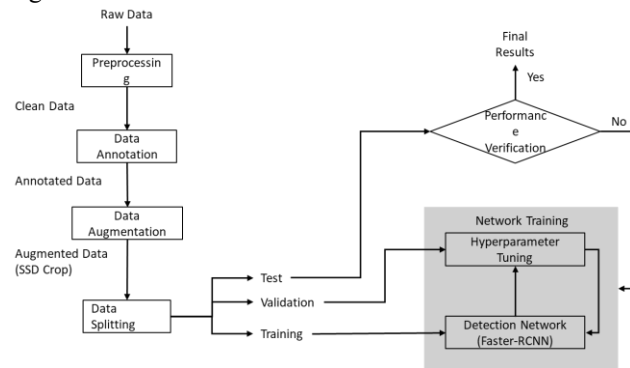 Raw Data
Preprocessin
g
Clean Data
Data
Annotation
Annotated Data
Data
Augmentation
Augmented Data
(SSD Crop)
Data
Splitting
Test
Validation
Training
Final
Results
Yes
Performanc
e
Verification
No
Network Training
Hyperparameter
Tuning
Detection Network
(Faster-RCNN)